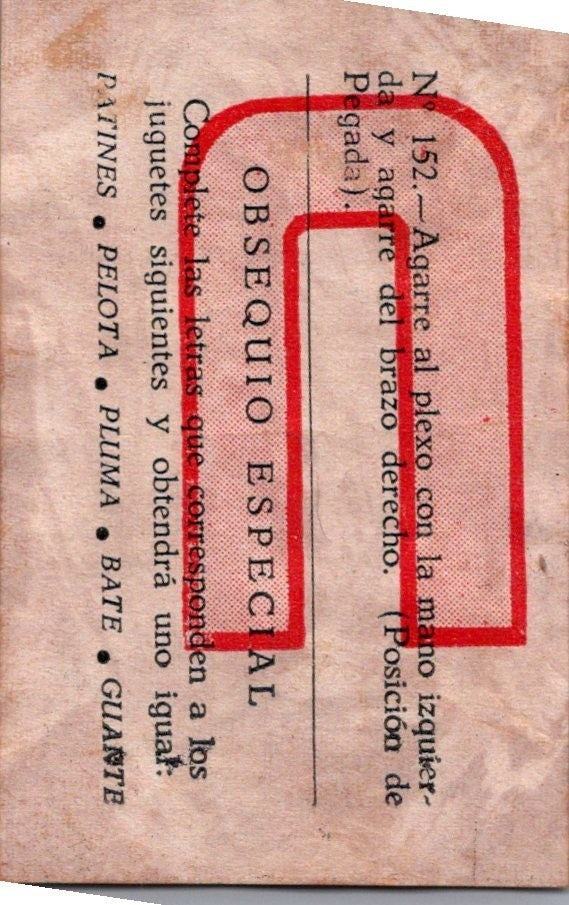 Nº 152.—Agarre al plexo con la mano izquier-
da y agarre del brazo derecho. (Posición de
Pegada).
OBSEQUIO ESPECIAL
Complete las letras que corresponden a los
juguetes siguientes y obtendrá uno igual:
PATINES ● PELOTA ● PLUMA ● BATE ● GUANTE